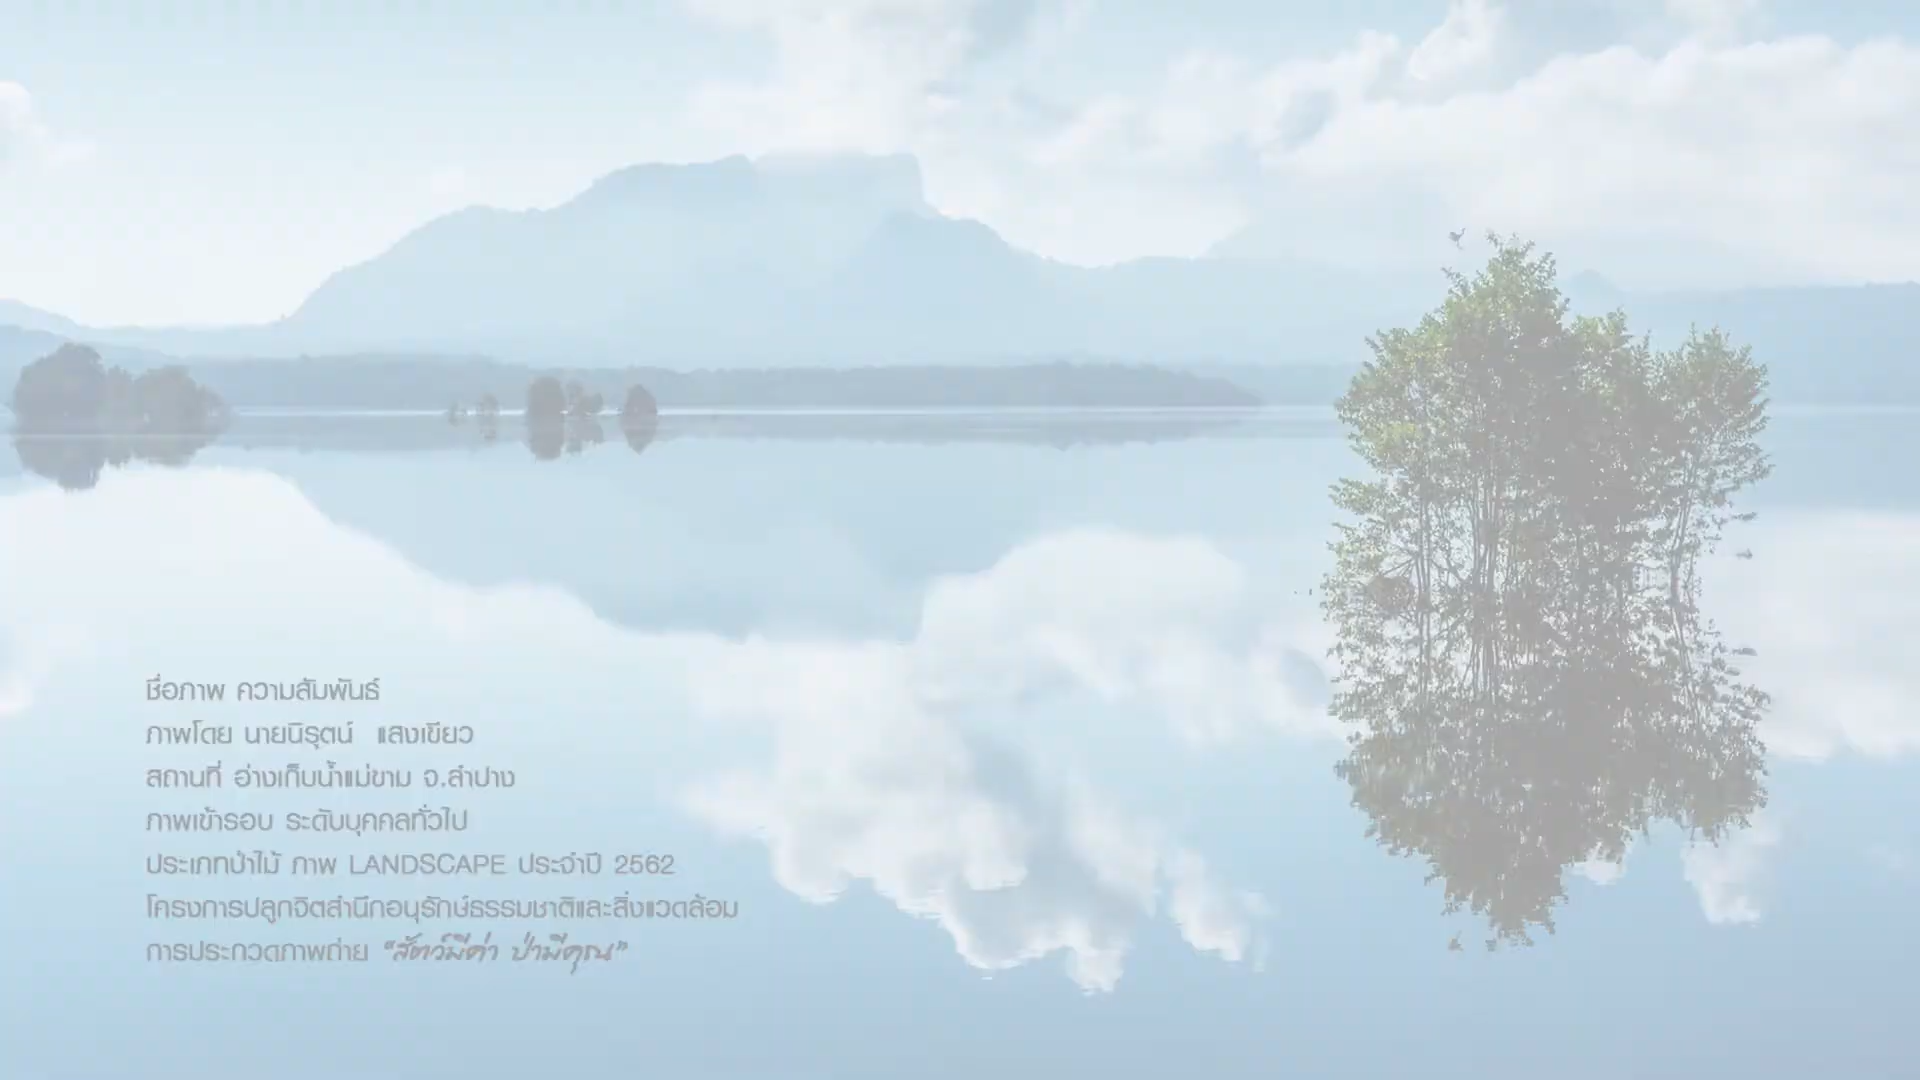 ชื่อภาพ ความสัมพันธ์
ภาพโดย นายนิรุตน์ แสงเขียว
สถานที่ อ่างเก็บน้ำแม่ขาม จ.ลำปาง
ภาพเข้ารอบ ระดับบุคคลทั่วไป
ประเภทป่าไม้ ภาพ LANDSCAPE ประจำปี 2562
โครงการปลูกจิตสำนึกอนุรักษ์ธรรมชาติและสิ่งแวดล้อม
การประกวดภาพถ่าย “สัตว์มีค่า ป่ามีคุณ”